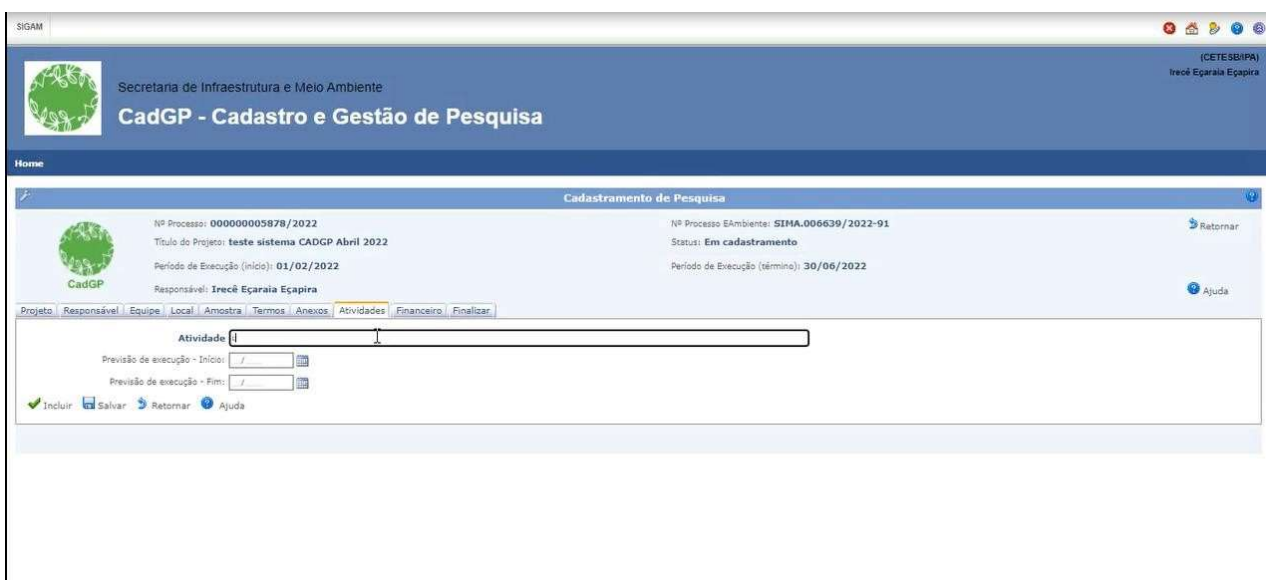 SIGAM
(CETESB/IPA)
Irecê Eçaraia Eçapira
Secretaria de Infraestrutura e Meio Ambiente
CadGP - Cadastro e Gestão de Pesquisa
Home
Cadastramento de Pesquisa
Nº Processo: 000000005878/2022
Nº Processo EAmbiente: SIMA.006639/2022-91
Retornar
Título do Projeto: teste sistema CADGP Abril 2022
Status: Em cadastramento
Período de Execução (início): 01/02/2022
Período de Execução (término): 30/06/2022
CadGP
Responsável: Irecê Eçaraia Eçapira
Ajuda
Projeto Responsável Equipe Local Amostra Termos Anexos Atividades Financeiro Finalizar
Atividade
Previsão de execução - Início: __/____
Previsão de execução - Fim: __/____
Incluir Salvar Retornar Ajuda